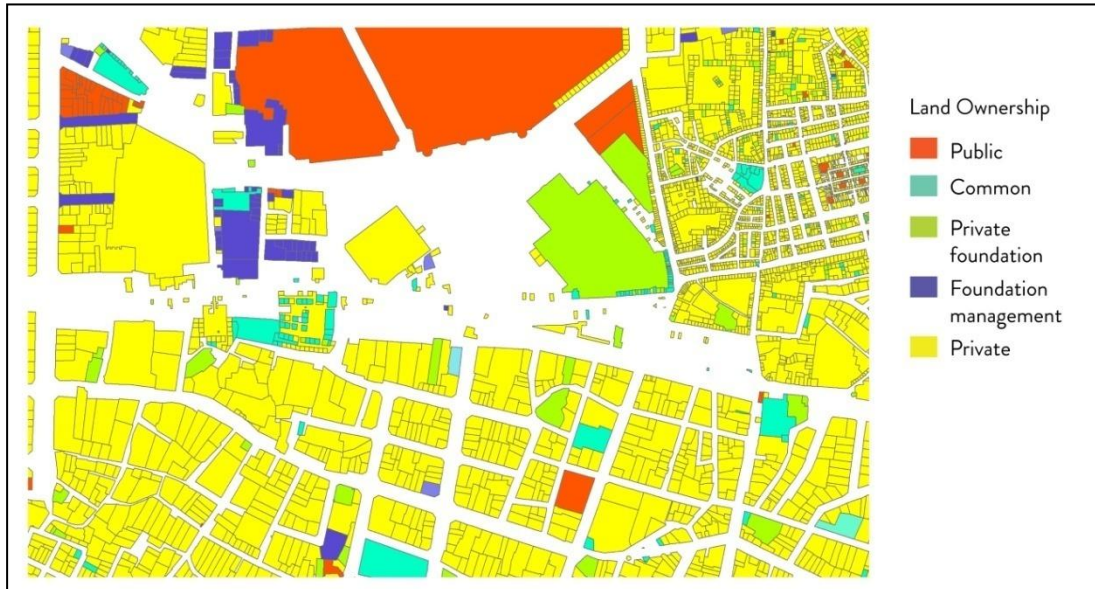 Land Ownership
Public
Common
Private
foundation
Foundation
management
Private